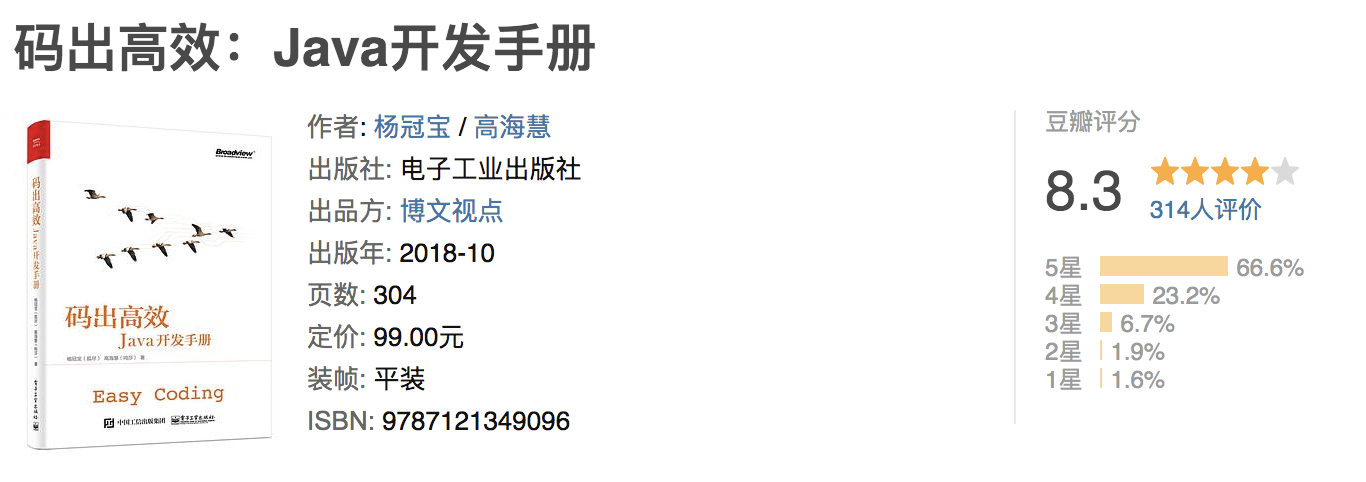 码出高效：Java开发手册
Broadview
码出高效 Java开发手册
码出高效
Java开发手册
杨冠宝（孤尽） 高海慧（鸣莎） 著
Easy Coding
中国工信出版集团 电子工业出版社
电子工业出版社
作者: 杨冠宝 / 高海慧
出版社: 电子工业出版社
出品方: 博文视点
出版年: 2018-10
页数: 304
定价: 99.00元
装帧: 平装
ISBN: 9787121349096
豆瓣评分
8.3
314人评价
5星 66.6%
4星 23.2%
3星 6.7%
2星 1.9%
1星 1.6%